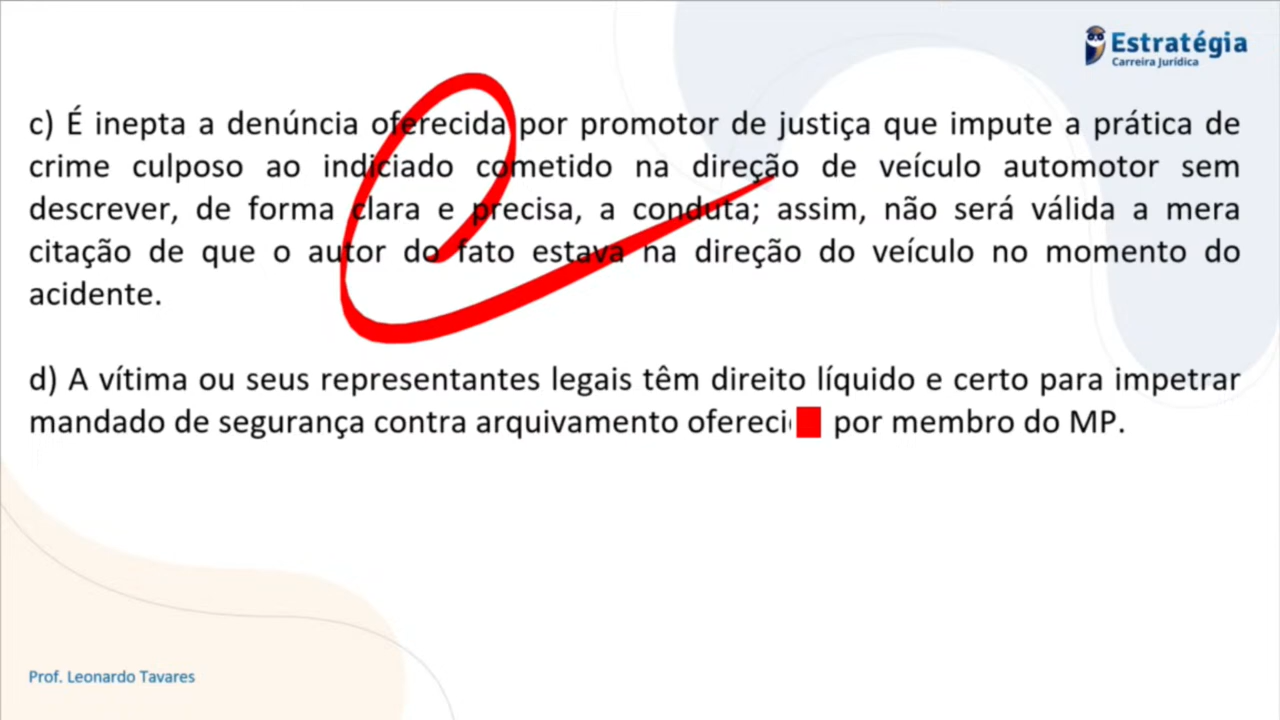 Estratégia
Carreira Jurídica
c) É inepta a denúncia oferecida por promotor de justiça que impute a prática de
crime culposo ao indiciado cometido na direção de veículo automotor sem
descrever, de forma clara e precisa, a conduta; assim, não será válida a mera
citação de que o autor do fato estava na direção do veículo no momento do
acidente.
d) A vítima ou seus representantes legais têm direito líquido e certo para impetrar
mandado de segurança contra arquivamento por membro do MP.
Prof. Leonardo Tavares